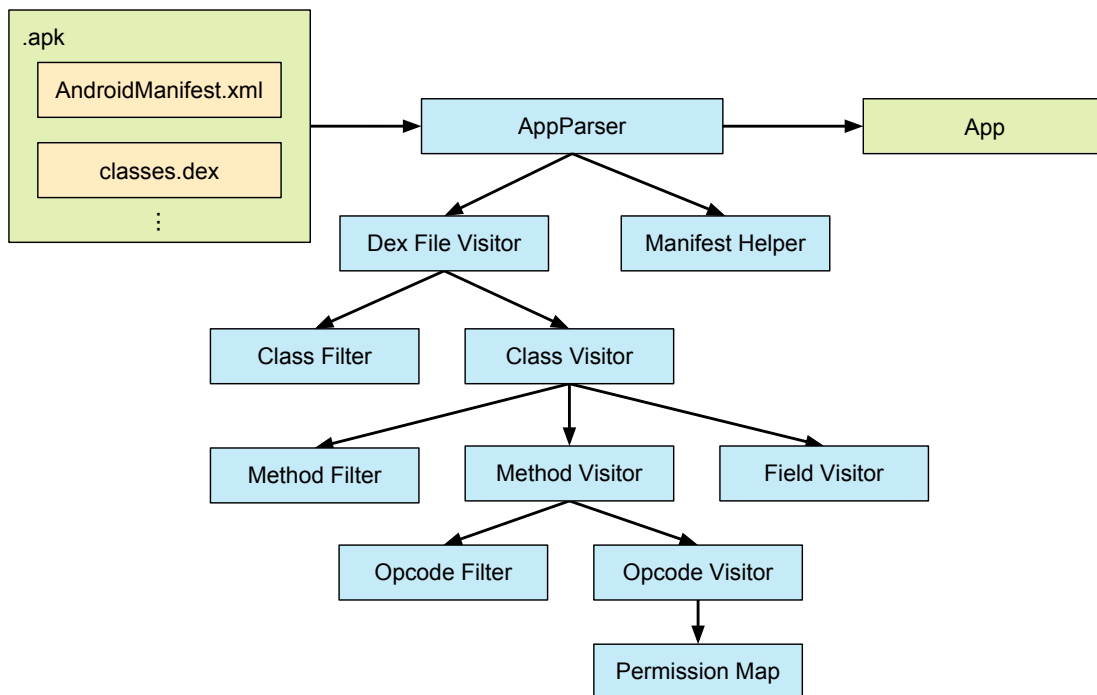 .apk
AndroidManifest.xml
classes.dex
...
AppParser
App
Dex File Visitor
Manifest Helper
Class Filter
Class Visitor
Method Filter
Method Visitor
Field Visitor
Opcode Filter
Opcode Visitor
Permission Map